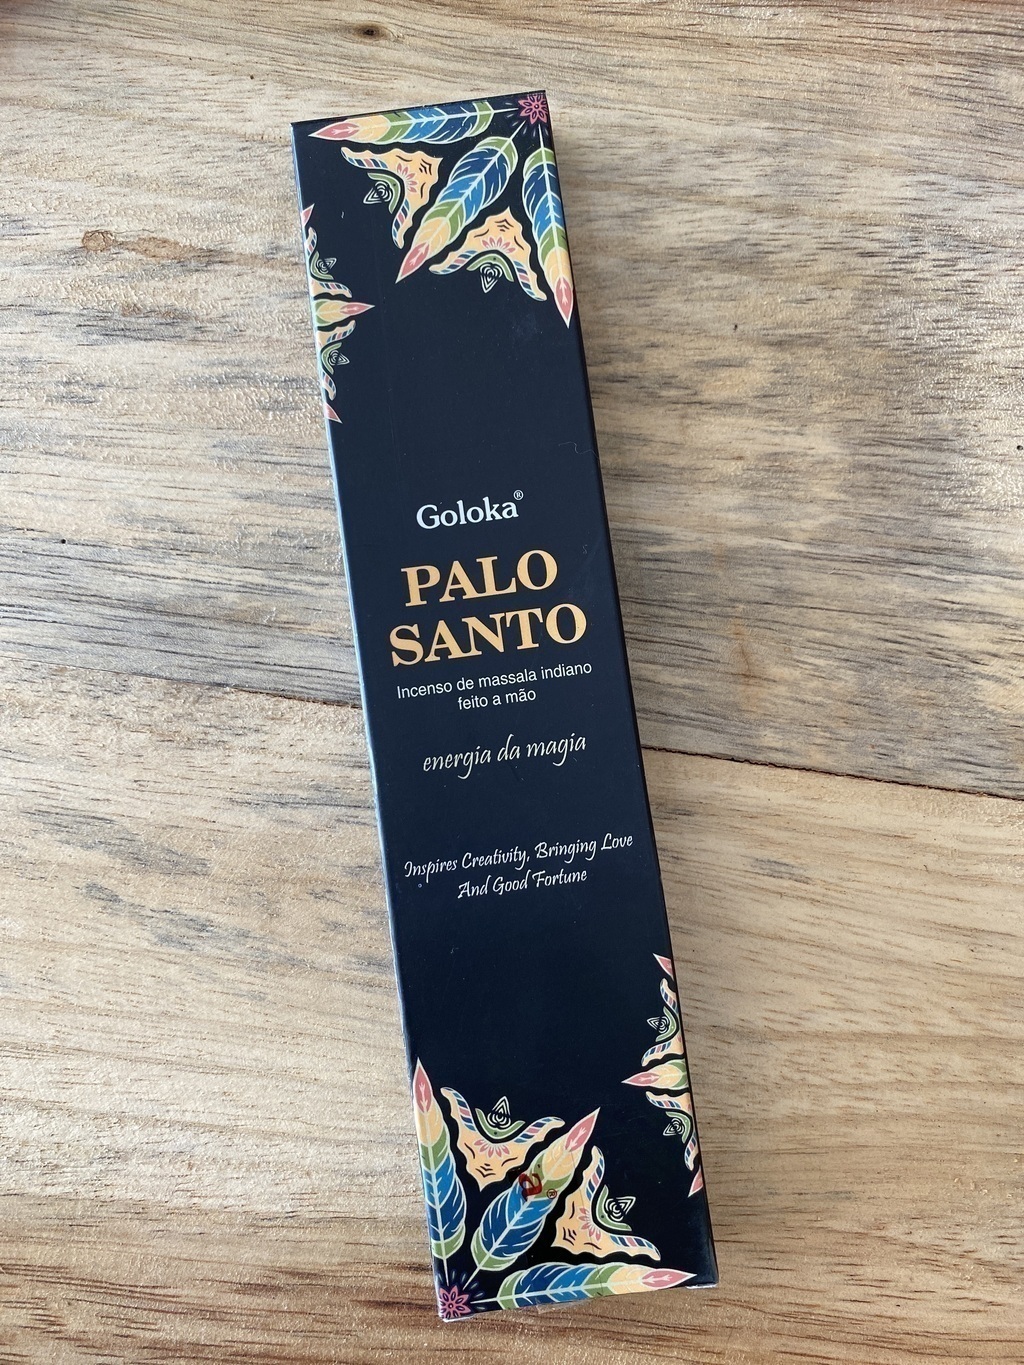 Goloka®
PALO
SANTO
Incenso de massala indiano
feito a mão
energia da magia
Inspires Creativity, Bringing Love
And Good Fortune